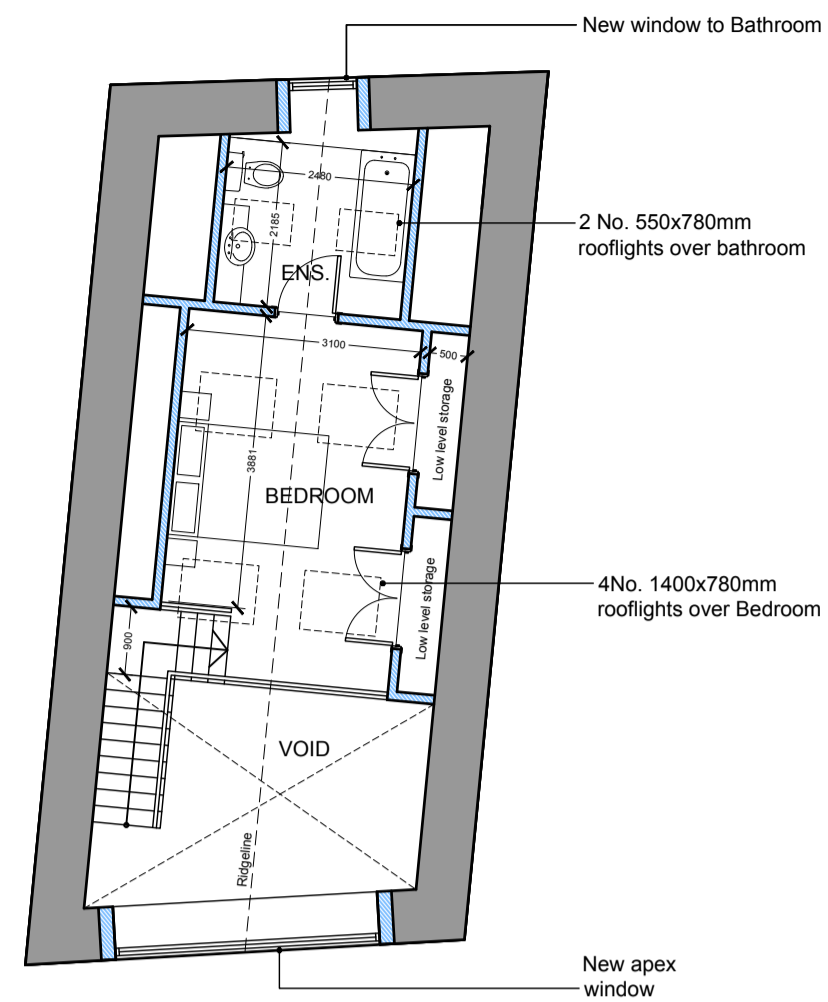 New window to Bathroom
2480
2 No. 550x780mm
rooflights over bathroom
2185
ENS.
3100
500
Low level storage
3881
BEDROOM
4No. 1400x780mm
rooflights over Bedroom
Low level storage
900
VOID
Ridgeline
New apex
window